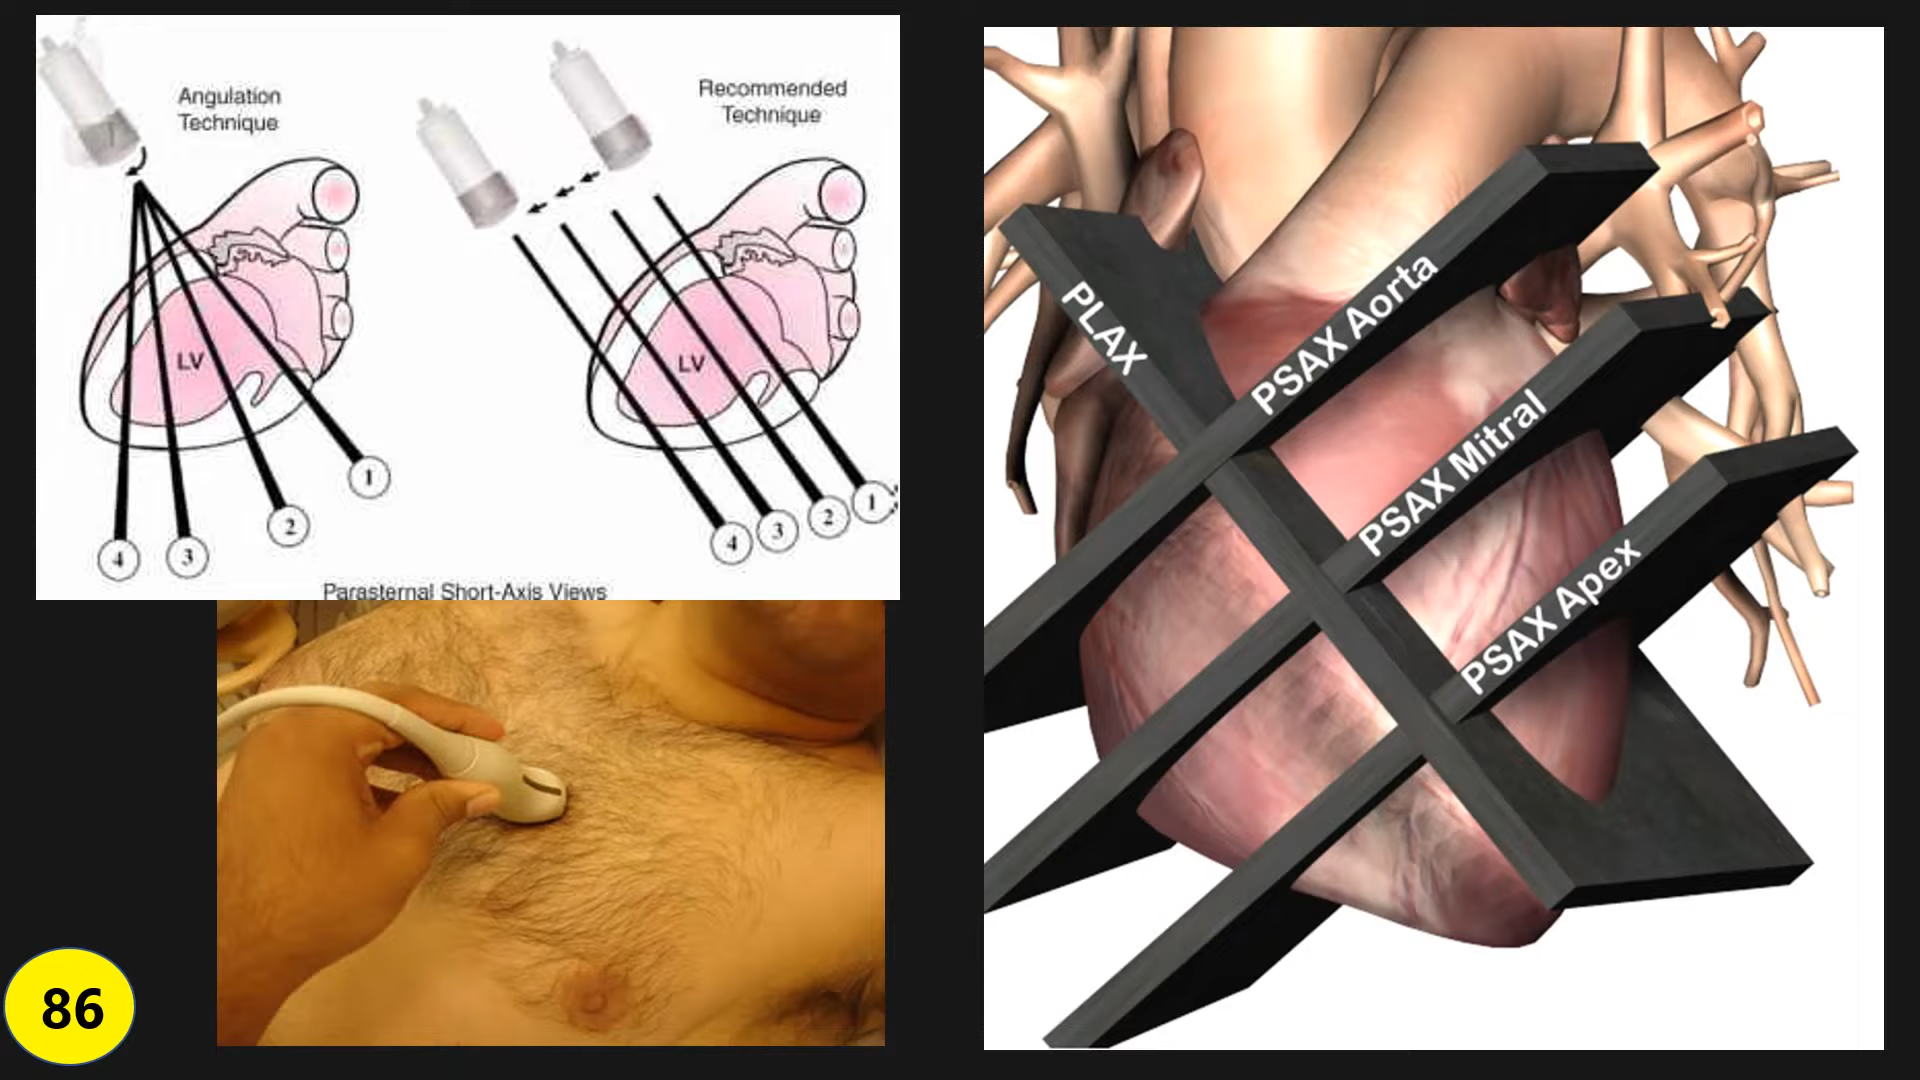 Angulation
Technique
Recommended
Technique
LV
LV
1
2
3
4
1
2
3
4
Parasternal Short-Axis Views
PLAX
PSAX Aorta
PSAX Mitral
PSAX Apex
86